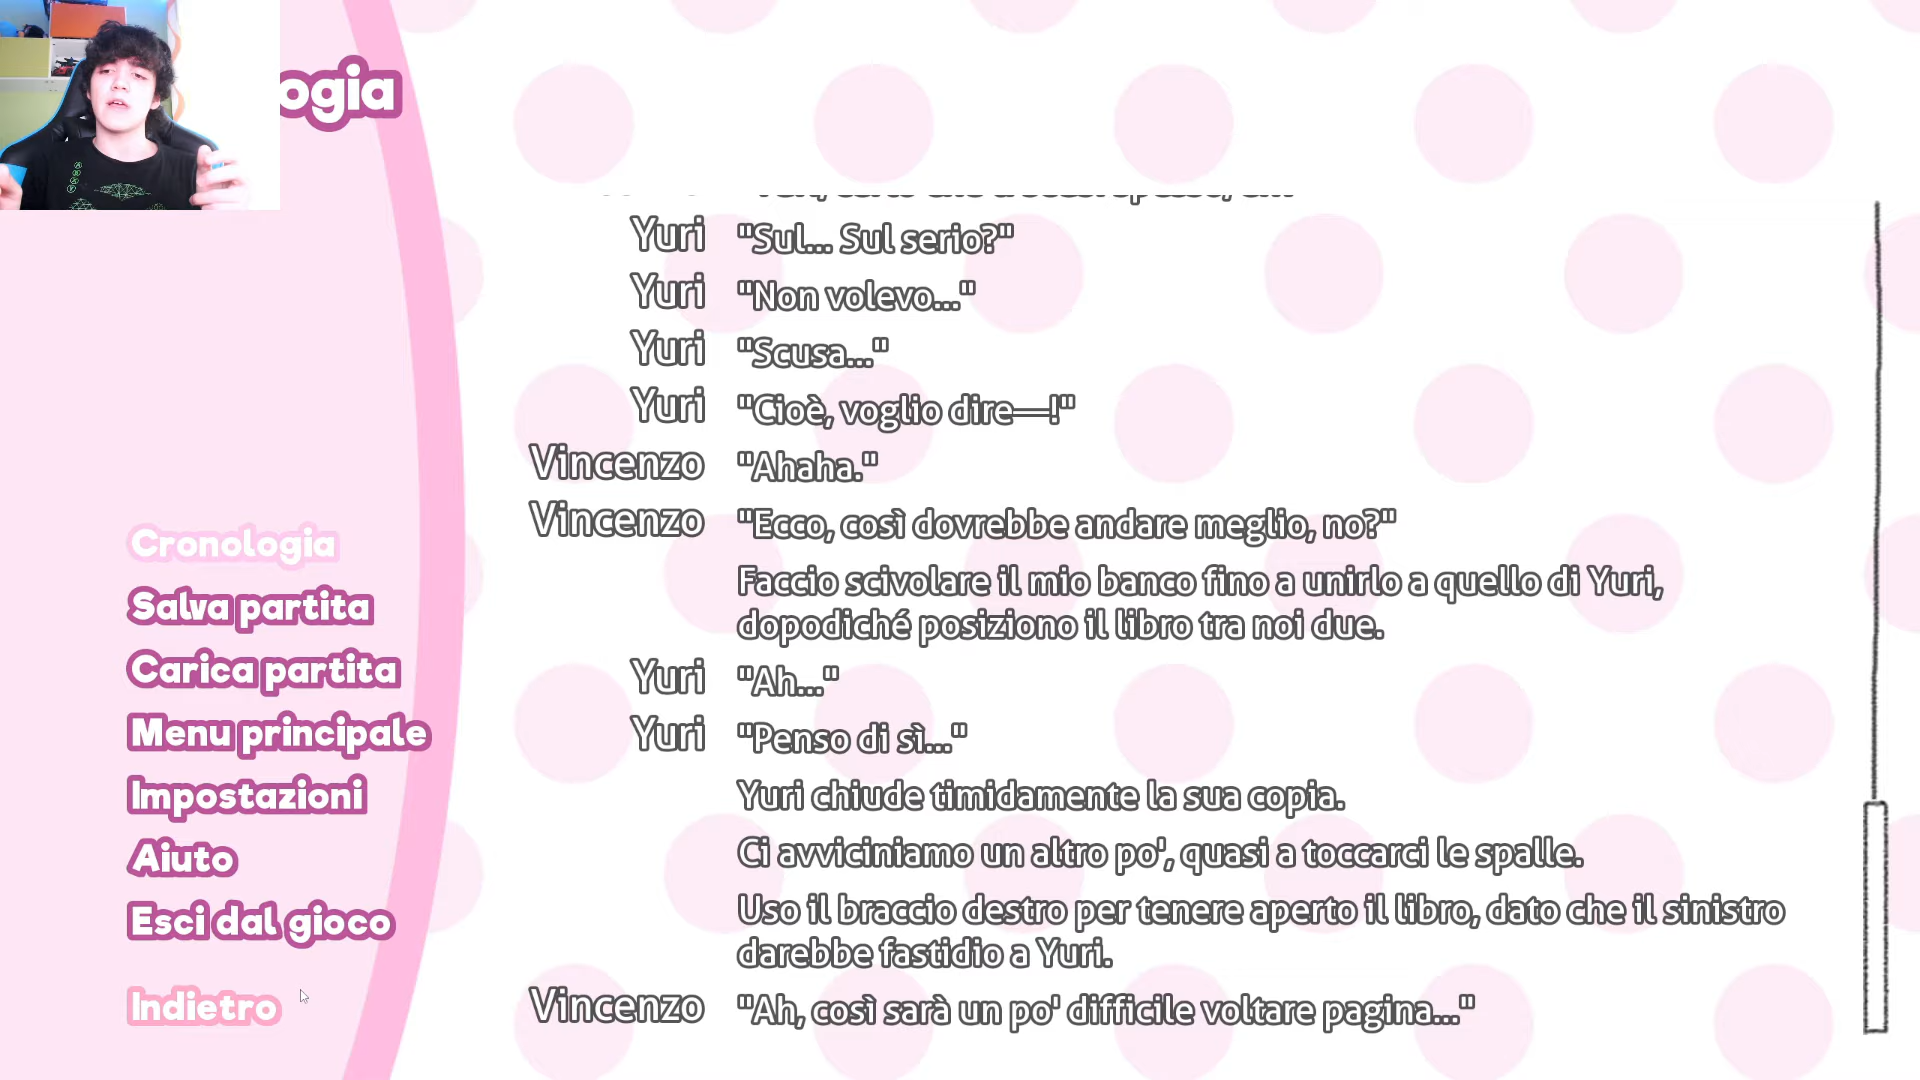 ogia
Yuri "Sul... Sul serio?"
Yuri "Non volevo..."
Yuri "Scusa..."
Yuri "Cioè, voglio dire—!"
Vincenzo "Ahaha."
Vincenzo "Ecco, così dovrebbe andare meglio, no?"
Faccio scivolare il mio banco fino a unirlo a quello di Yuri,
dopodiché posiziono il libro tra noi due.
Yuri "Ah..."
Yuri "Penso di sì..."
Yuri chiude timidamente la sua copia.
Ci avviciniamo un altro po', quasi a toccarci le spalle.
Uso il braccio destro per tenere aperto il libro, dato che il sinistro
darebbe fastidio a Yuri.
Vincenzo "Ah, così sarà un po' difficile voltare pagina..."
Cronologia
Salva partita
Carica partita
Menu principale
Impostazioni
Aiuto
Esci dal gioco
Indietro